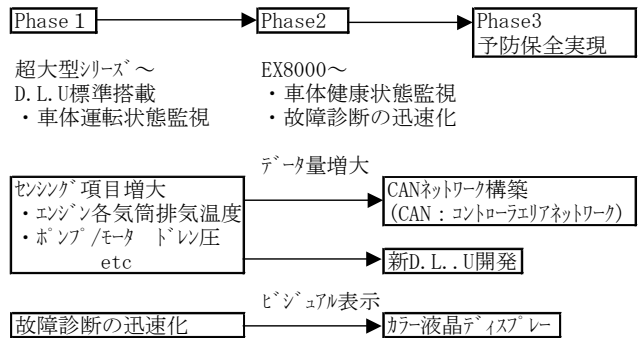 Phase１
Phase2
Phase3
予防保全実現
超大型ｼﾘｰｽﾞ～
D.L.U標準搭載
・車体運転状態監視
EX8000～
・車体健康状態監視
・故障診断の迅速化
ﾃﾞｰﾀ量増大
ｾﾝｼﾝｸﾞ項目増大
・ｴﾝｼﾞﾝ各気筒排気温度
・ﾎﾟﾝﾌﾟ/ﾓｰﾀ ﾄﾞﾚﾝ圧
etc
CANﾈｯﾄﾜｰｸ構築
(CAN：ｺﾝﾄﾛｰﾗｴﾘｱﾈｯﾄﾜｰｸ)
新D.L..U開発
ﾋﾞｼﾞｭｱﾙ表示
故障診断の迅速化
ｶﾗｰ液晶ﾃﾞｨｽﾌﾟﾚｰ